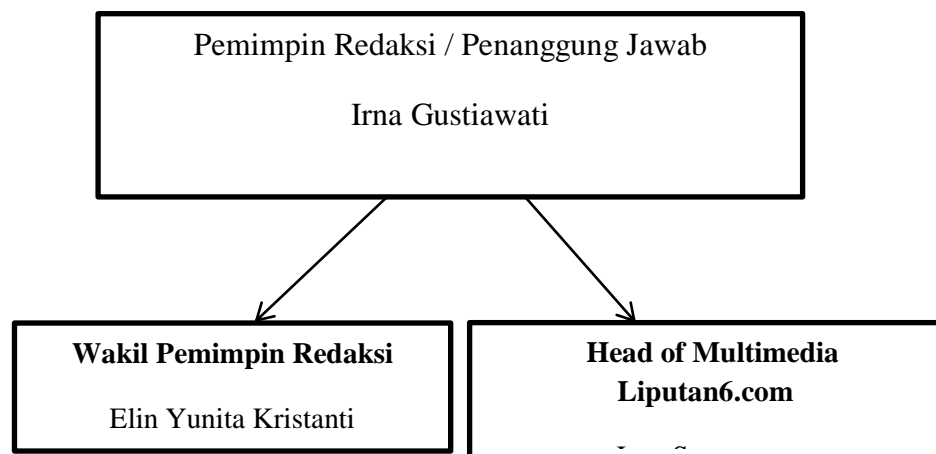 Pemimpin Redaksi / Penanggung Jawab
Irna Gustiawati
Wakil Pemimpin Redaksi
Elin Yunita Kristanti
Head of Multimedia
Liputan6.com